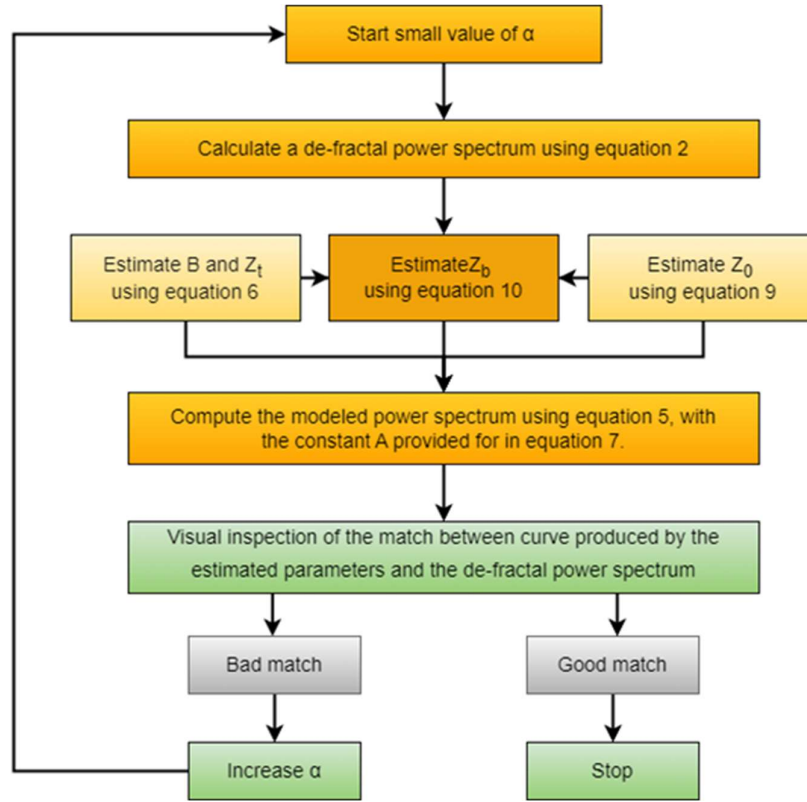 Start small value of α
Calculate a de-fractal power spectrum using equation 2
Estimate B and Zt
using equation 6
EstimateZb
using equation 10
Estimate Z0
using equation 9
Compute the modeled power spectrum using equation 5, with
the constant A provided for in equation 7.
Visual inspection of the match between curve produced by the
estimated parameters and the de-fractal power spectrum
Bad match
Good match
Increase α
Stop